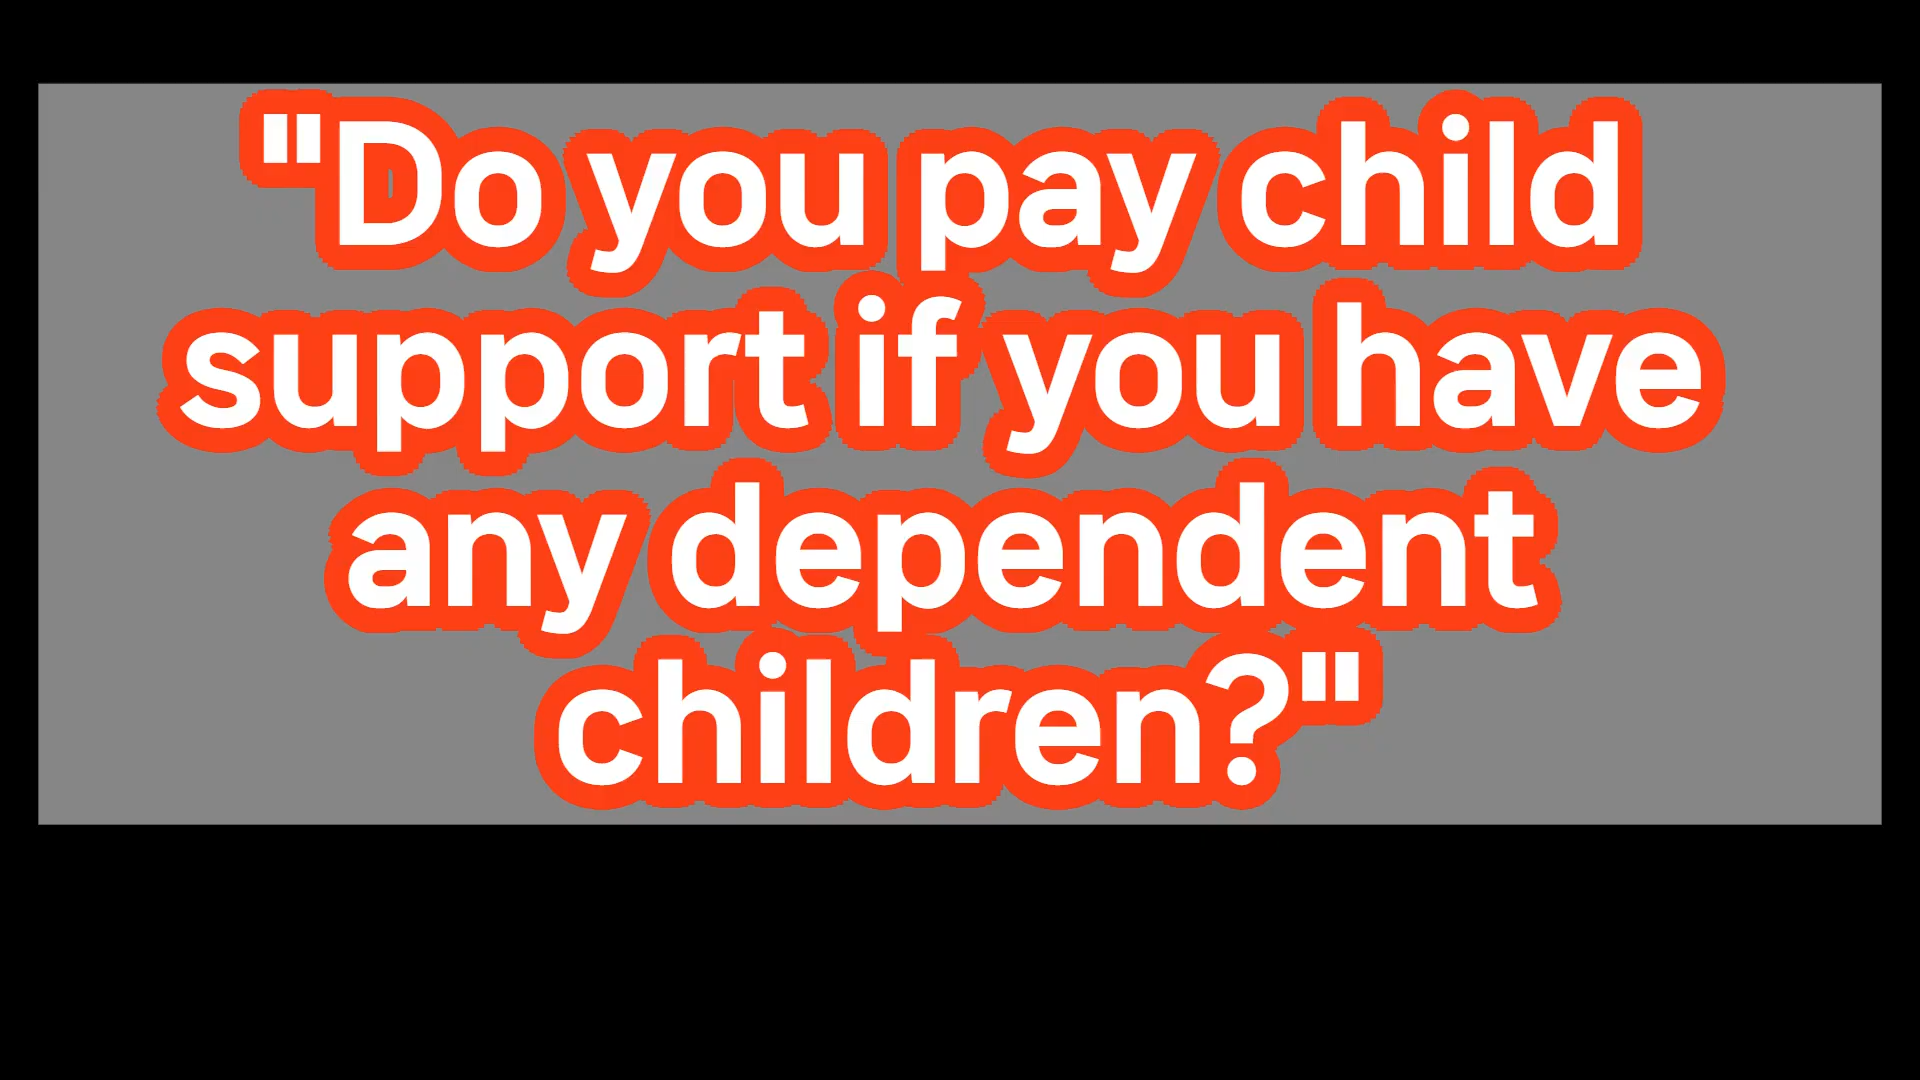 "Do you pay child
support if you have
any dependent
children?"